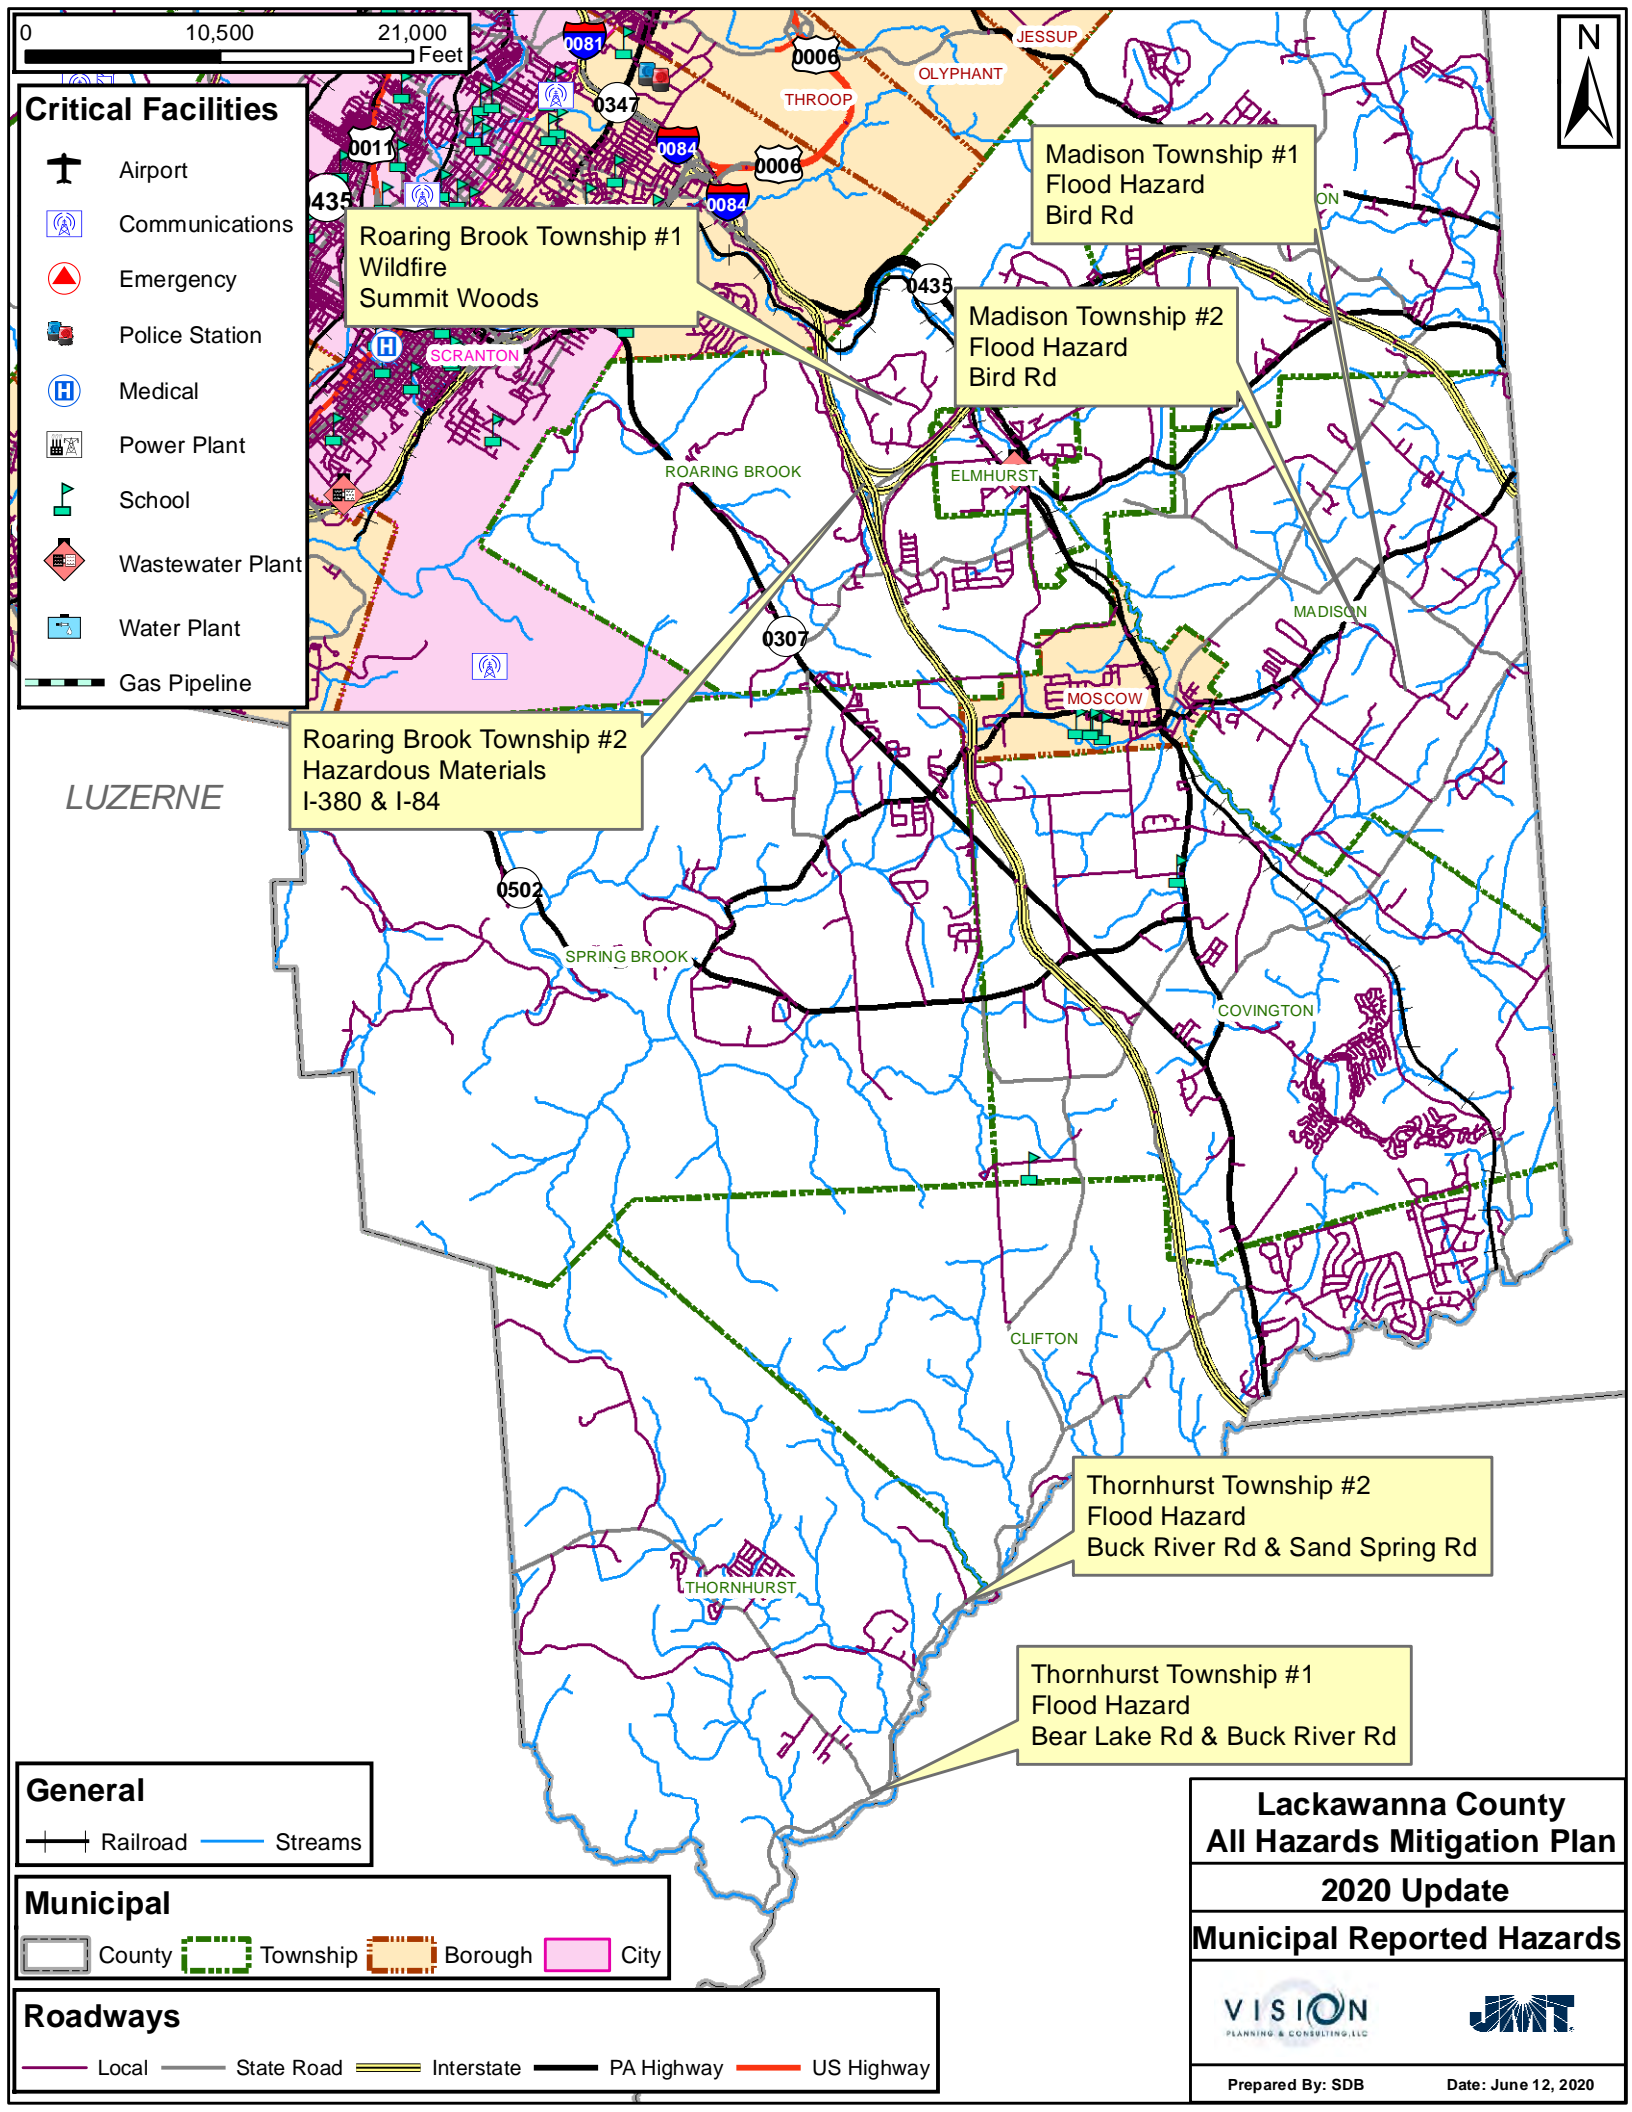 0 10,500 21,000
Feet
Critical Facilities
Airport
Communications
Emergency
Police Station
Medical
Power Plant
School
Wastewater Plant
Water Plant
Gas Pipeline
0081
0006
JESSUP
OLYPHANT
THROOP
0347
0011
0084
0006
0084
0435
N
Madison Township #1
Flood Hazard
Bird Rd
ON
Roaring Brook Township #1
Wildfire
Summit Woods
0435
Madison Township #2
Flood Hazard
Bird Rd
SCRANTON
ROARING BROOK
ELMHURST
MADISON
0307
MOSCOW
Roaring Brook Township #2
Hazardous Materials
I-380 & I-84
LUZERNE
0502
SPRING BROOK
COVINGTON
CLIFTON
Thornhurst Township #2
Flood Hazard
Buck River Rd & Sand Spring Rd
THORNHURST
Thornhurst Township #1
Flood Hazard
Bear Lake Rd & Buck River Rd
General
Railroad Streams
Municipal
County Township Borough City
Roadways
Local State Road Interstate PA Highway US Highway
Lackawanna County
All Hazards Mitigation Plan
2020 Update
Municipal Reported Hazards
VISION
PLANNING & CONSULTING, LLC
JMT
Prepared By: SDB Date: June 12, 2020